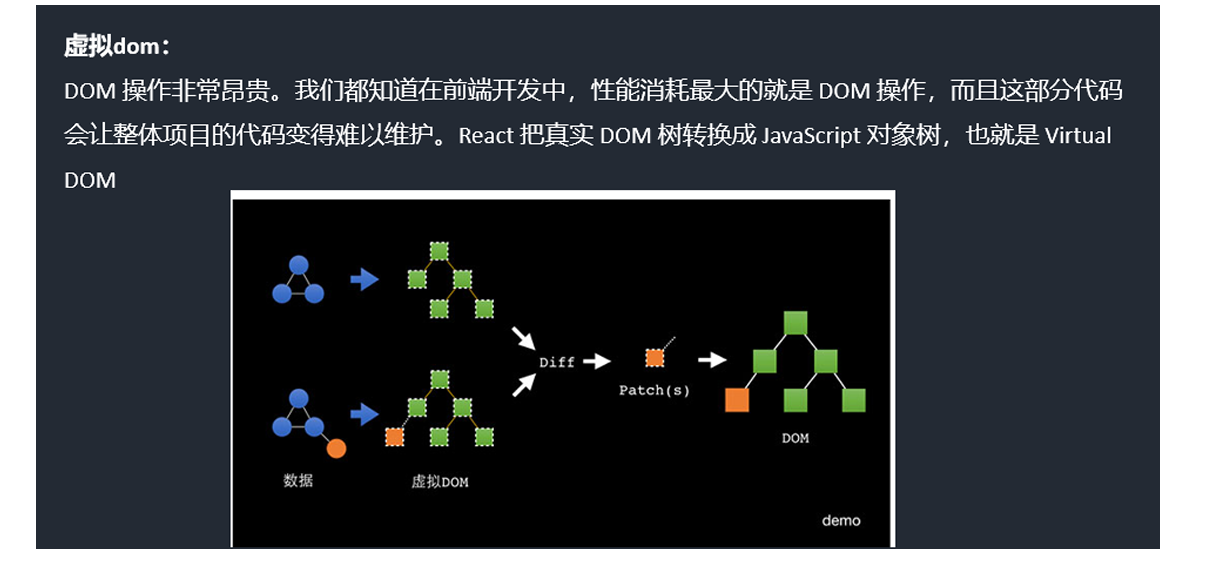 虚拟dom：
DOM 操作非常昂贵。我们都知道在前端开发中，性能消耗最大的就是 DOM 操作，而且这部分代码
会让整体项目的代码变得难以维护。React 把真实 DOM 树转换成 JavaScript 对象树，也就是 Virtual
DOM
Diff
Patch(s)
DOM
数据
虚拟DOM
demo